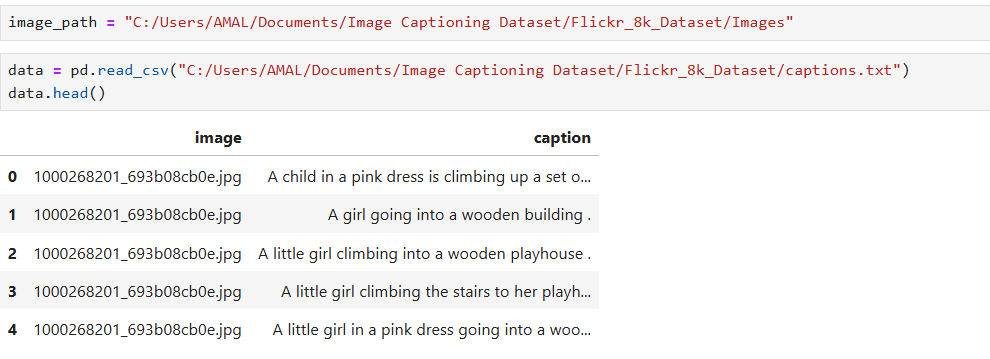 image_path = "C:/Users/AMAL/Documents/Image Captioning Dataset/Flickr_8k_Dataset/Images"
data = pd.read_csv("C:/Users/AMAL/Documents/Image Captioning Dataset/Flickr_8k_Dataset/captions.txt")
data.head()
image caption
0 1000268201_693b08cb0e.jpg A child in a pink dress is climbing up a set o...
1 1000268201_693b08cb0e.jpg A girl going into a wooden building .
2 1000268201_693b08cb0e.jpg A little girl climbing into a wooden playhouse .
3 1000268201_693b08cb0e.jpg A little girl climbing the stairs to her playh...
4 1000268201_693b08cb0e.jpg A little girl in a pink dress going into a woo...